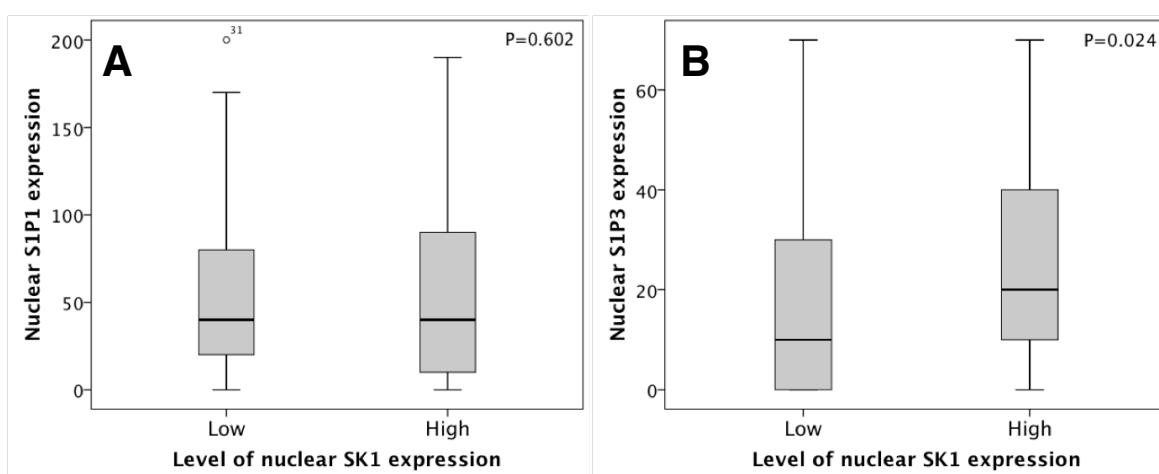 A
31
P=0.602
200
150
100
50
0
Nuclear S1P1 expression
Low
High
Level of nuclear SK1 expression
B
P=0.024
60
40
20
0
Nuclear S1P3 expression
Low
High
Level of nuclear SK1 expression